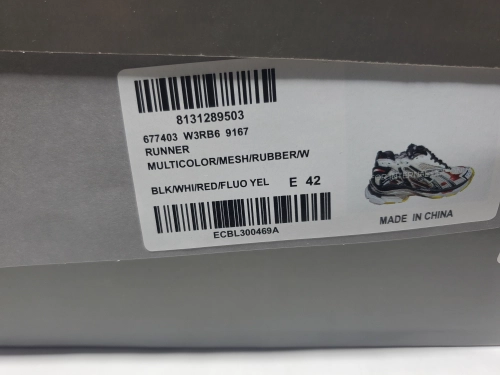 8131289503
677403 W3RB6 9167
RUNNER
MULTICOLOR/MESH/RUBBER/W
BLK/WHI/RED/FLUO YEL E 42
MADE IN CHINA
ECBL300469A